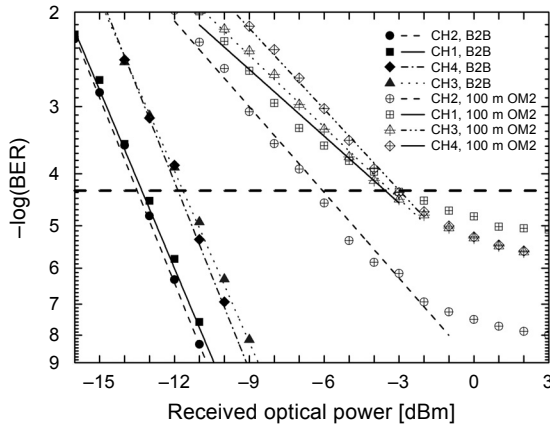 2
3
4
5
6
7
8
9
−log(BER)
CH2, B2B
CH1, B2B
CH4, B2B
CH3, B2B
CH2, 100 m OM2
CH1, 100 m OM2
CH3, 100 m OM2
CH4, 100 m OM2
−15 −12 −9 −6 −3 0 3
Received optical power [dBm]